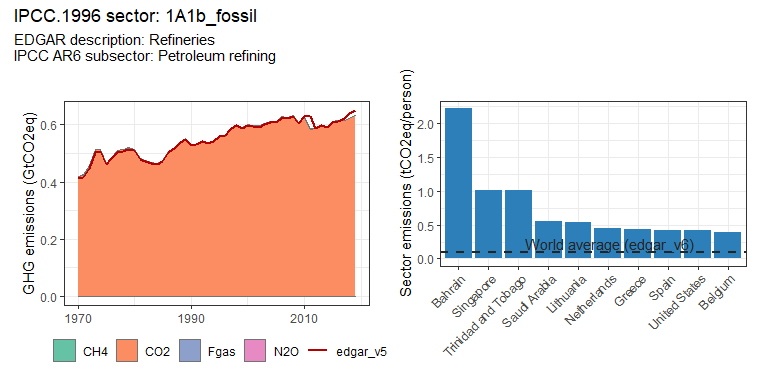 IPCC.1996 sector: 1A1b_fossil
EDGAR description: Refineries
IPCC AR6 subsector: Petroleum refining
GHG emissions (GtCO2eq)
0.6
0.4
0.2
0.0
1970
1990
2010
CH4
CO2
Fgas
N2O
edgar_v5
Sector emissions (tCO2eq/person)
2.0
1.5
1.0
0.5
0.0
World average (edgar_v6)
Bahrain
Singapore
Trinidad and Tobago
Saudi Arabia
Lithuania
Netherlands
Greece
Spain
United States
Belgium